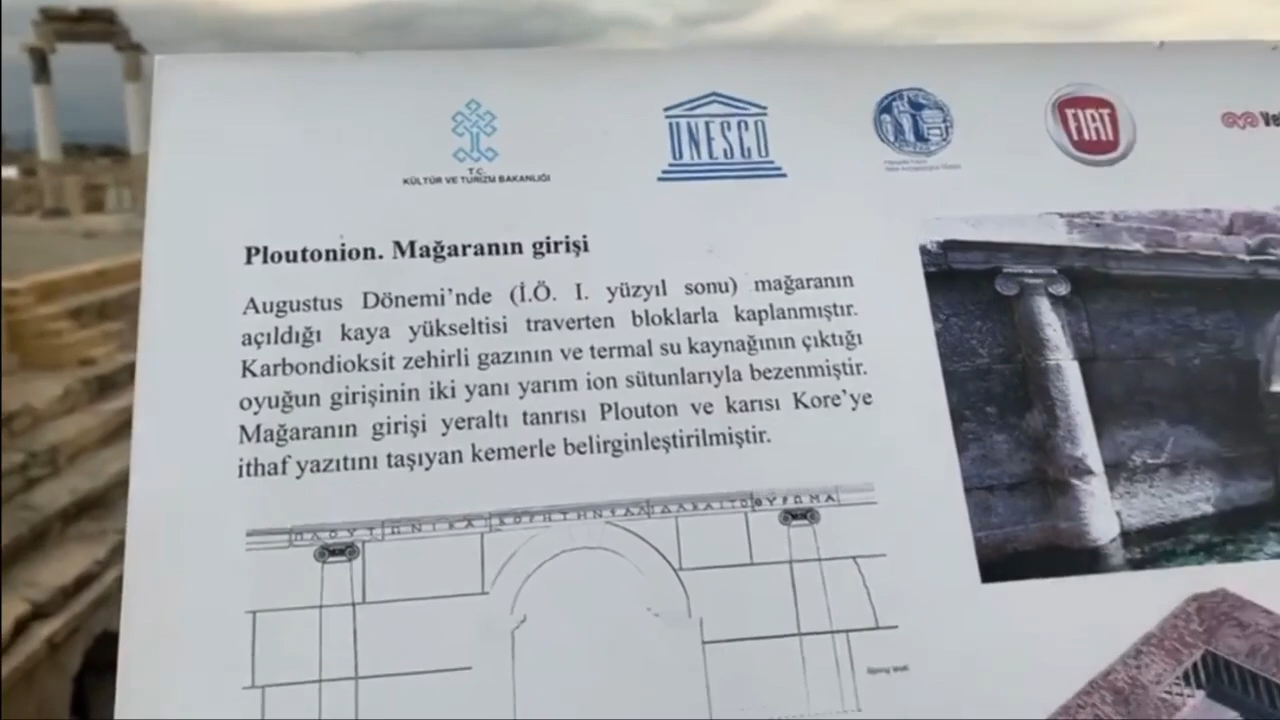 T.C.
KÜLTÜR VE TURİZM BAKANLIĞI
UNESCO
FIAT
Ploutonion. Mağaranın girişi
Augustus Dönemi’nde (İ.Ö. I. yüzyıl sonu) mağaranın
açıldığı kaya yükseltisi traverten bloklarla kaplanmıştır.
Karbondioksit zehirli gazının ve termal su kaynağının çıktığı
oyuğun girişinin iki yanı yarım ion sütunlarıyla bezenmiştir.
Mağaranın girişi yeraltı tanrısı Plouton ve karısı Kore’ye
ithaf yazıtını taşıyan kemerle belirginleştirilmiştir.